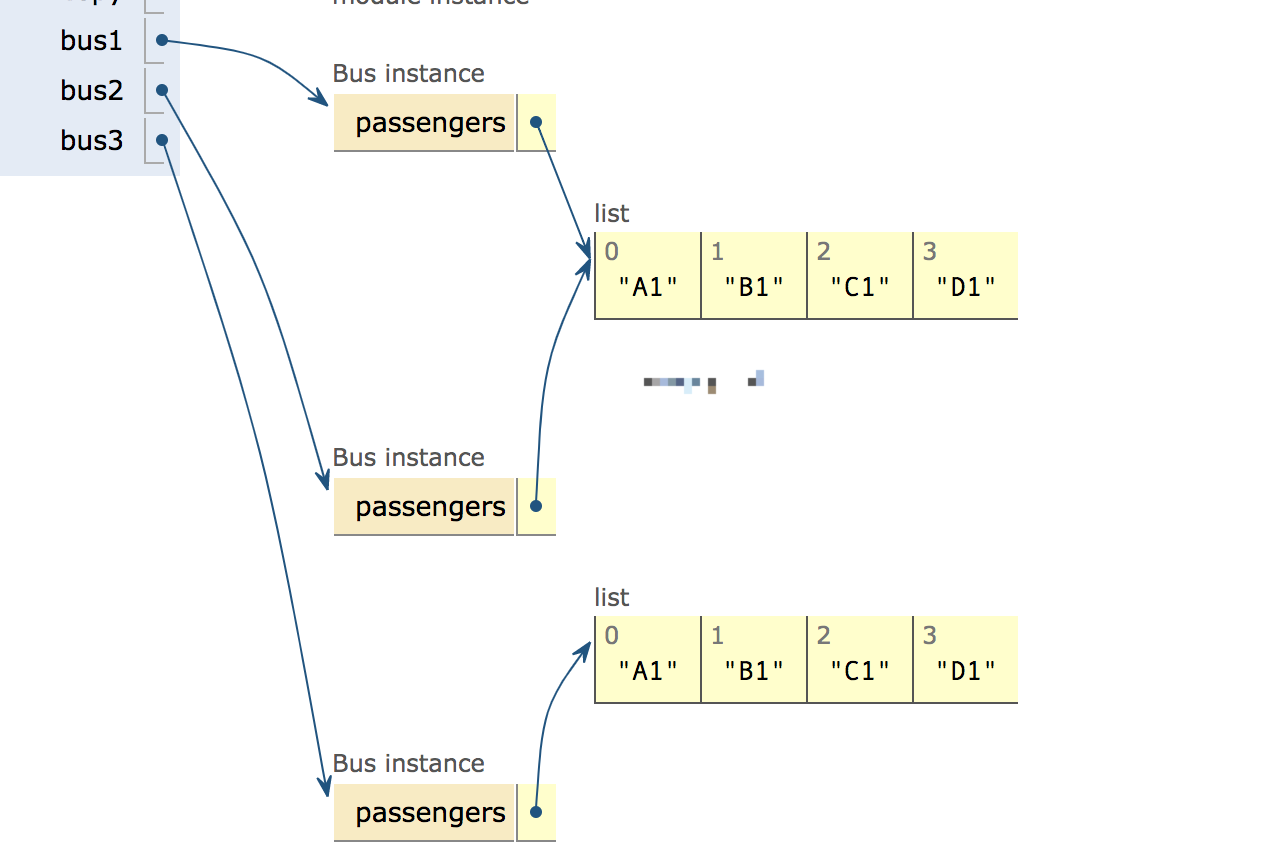 copy
module instance
bus1
Bus instance
bus2
passengers
bus3
list
0 1 2 3
"A1" "B1" "C1" "D1"
Bus instance
passengers
list
0 1 2 3
"A1" "B1" "C1" "D1"
Bus instance
passengers